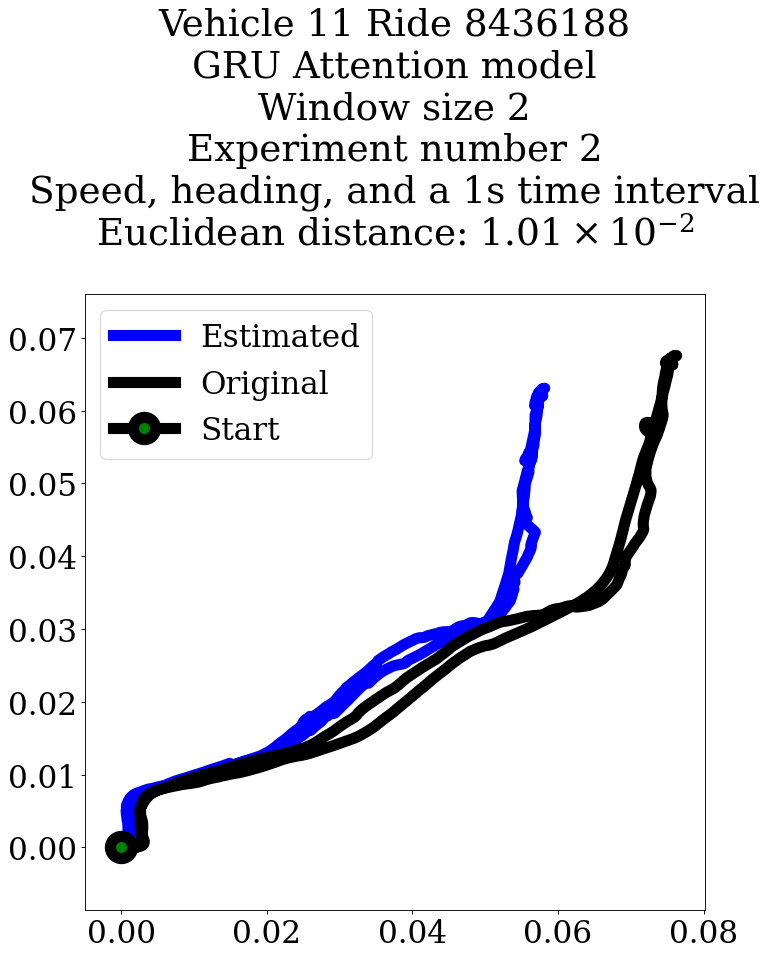 Vehicle 11 Ride 8436188
GRU Attention model
Window size 2
Experiment number 2
Speed, heading, and a 1s time interval
Euclidean distance: 1.01 × 10⁻²
Estimated
Original
Start
0.07
0.06
0.05
0.04
0.03
0.02
0.01
0.00
0.00 0.02 0.04 0.06 0.08